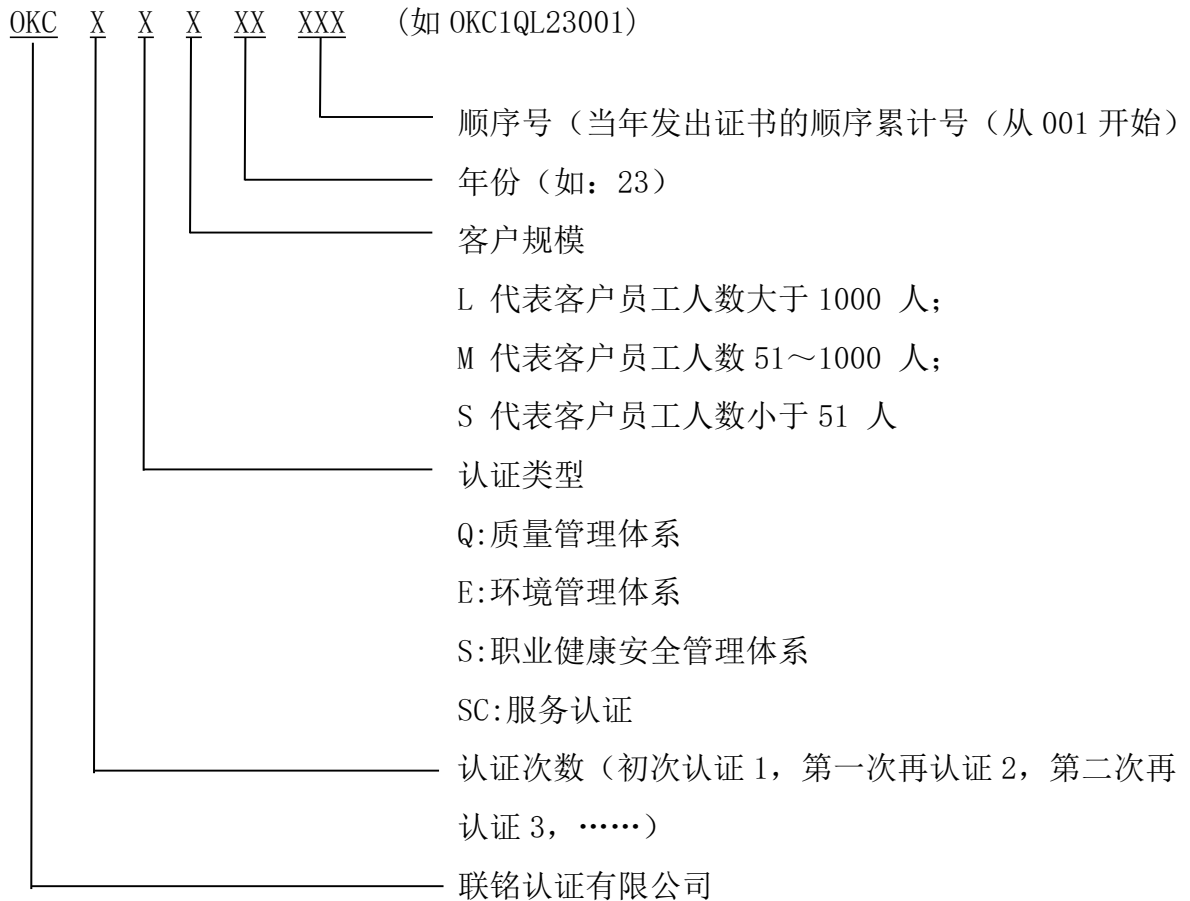 OKC X X X XX XXX (如 OKC1QL23001)
顺序号（当年发出证书的顺序累计号（从 001 开始）
年份（如：23）
客户规模
L 代表客户员工人数大于 1000 人；
M 代表客户员工人数 51～1000 人；
S 代表客户员工人数小于 51 人
认证类型
Q:质量管理体系
E:环境管理体系
S:职业健康安全管理体系
SC:服务认证
认证次数（初次认证 1，第一次再认证 2，第二次再
认证 3，……）
联铭认证有限公司